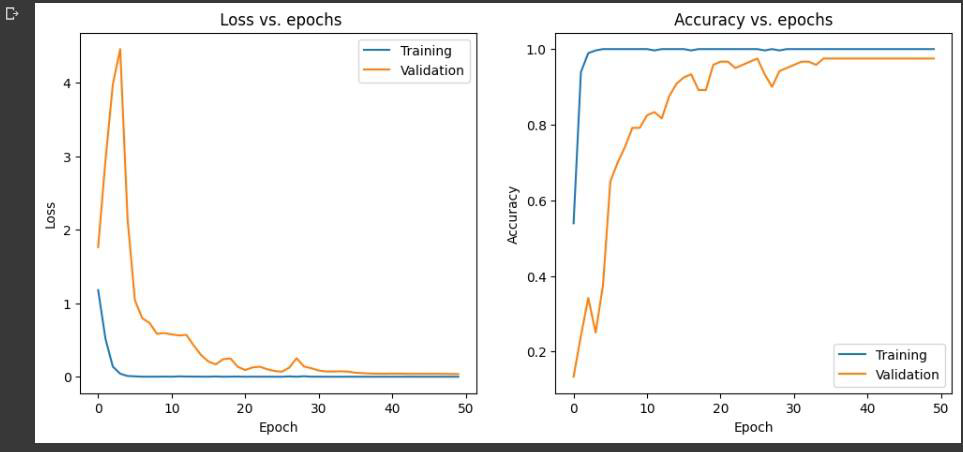 Loss vs. epochs
Training
Validation
4
3
2
1
0
Loss
0 10 20 30 40 50
Epoch
Accuracy vs. epochs
1.0
0.8
0.6
0.4
0.2
Accuracy
Training
Validation
0 10 20 30 40 50
Epoch